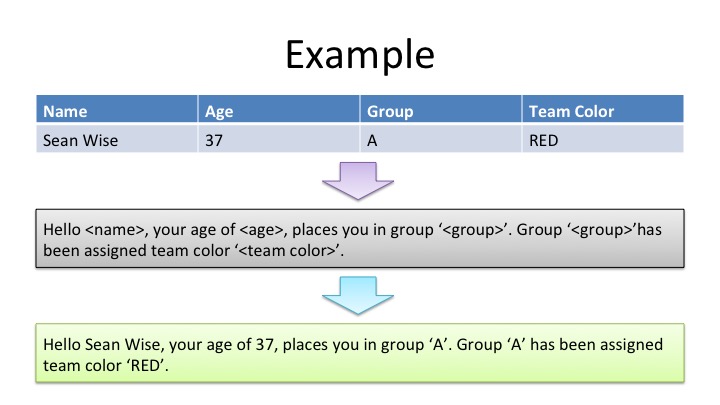 Example
Name Age Group Team Color
Sean Wise 37 A RED
Hello <name>, your age of <age>, places you in group ‘<group>’. Group ‘<group>’has
been assigned team color ‘<team color>’.
Hello Sean Wise, your age of 37, places you in group ‘A’. Group ‘A’ has been assigned
team color ‘RED’.